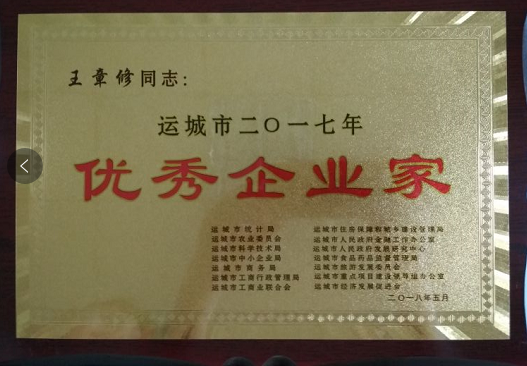 王章修同志:
运城市二〇一七年
优秀企业家
运城市统计局
运城市农业委员会
运城市科学技术局
运城市中小企业局
运城市商务局
运城市工商行政管理局
运城市工商业联合会
运城市住房保障和城乡建设管理局
运城市人民政府金融工作办公室
运城市人民政府发展研究中心
运城市食品药品监督管理局
运城市旅游发展委员会
运城市重点项目建设领导组办公室
运城市经济发展促进会
二〇一八年五月